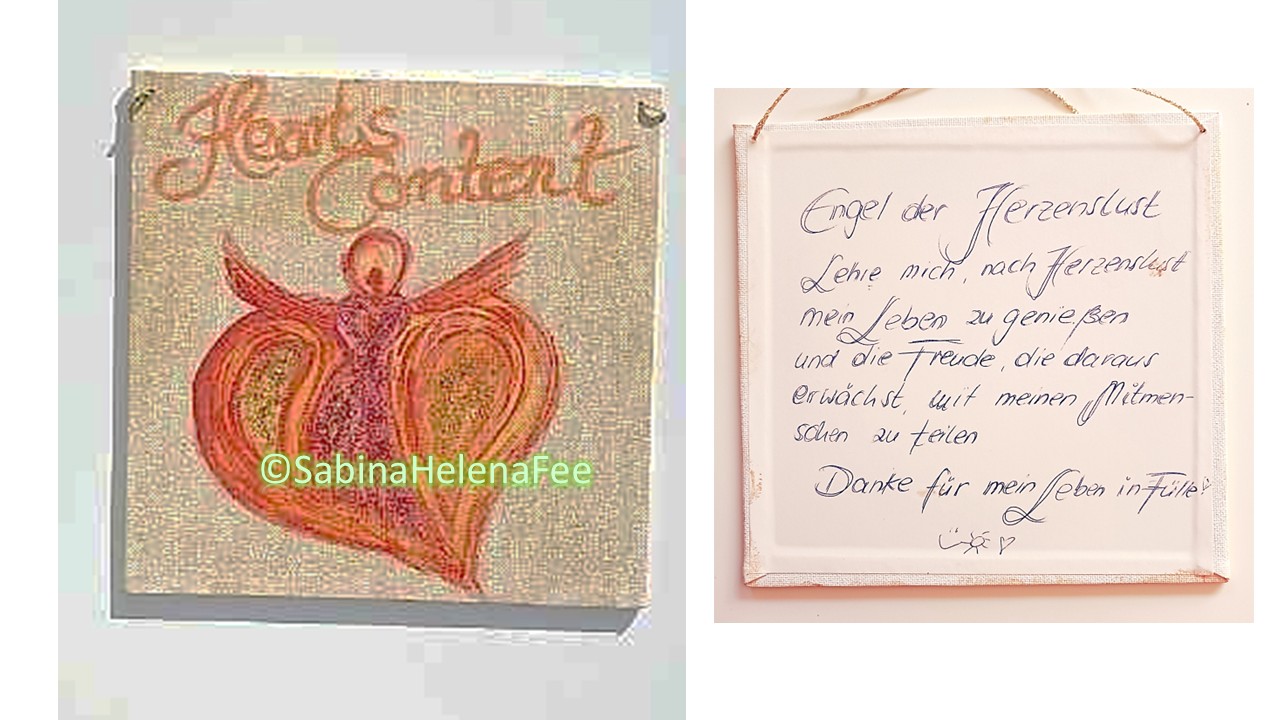 Hearts
Content
©SabinaHelenaFee
Engel der Herzenslust
Lehre mich, nach Herzenslust
mein Leben zu genießen
und die Freude, die daraus
erwächst, mit meinen Mitmen-
schen zu teilen
Danke für mein Leben in Fülle!